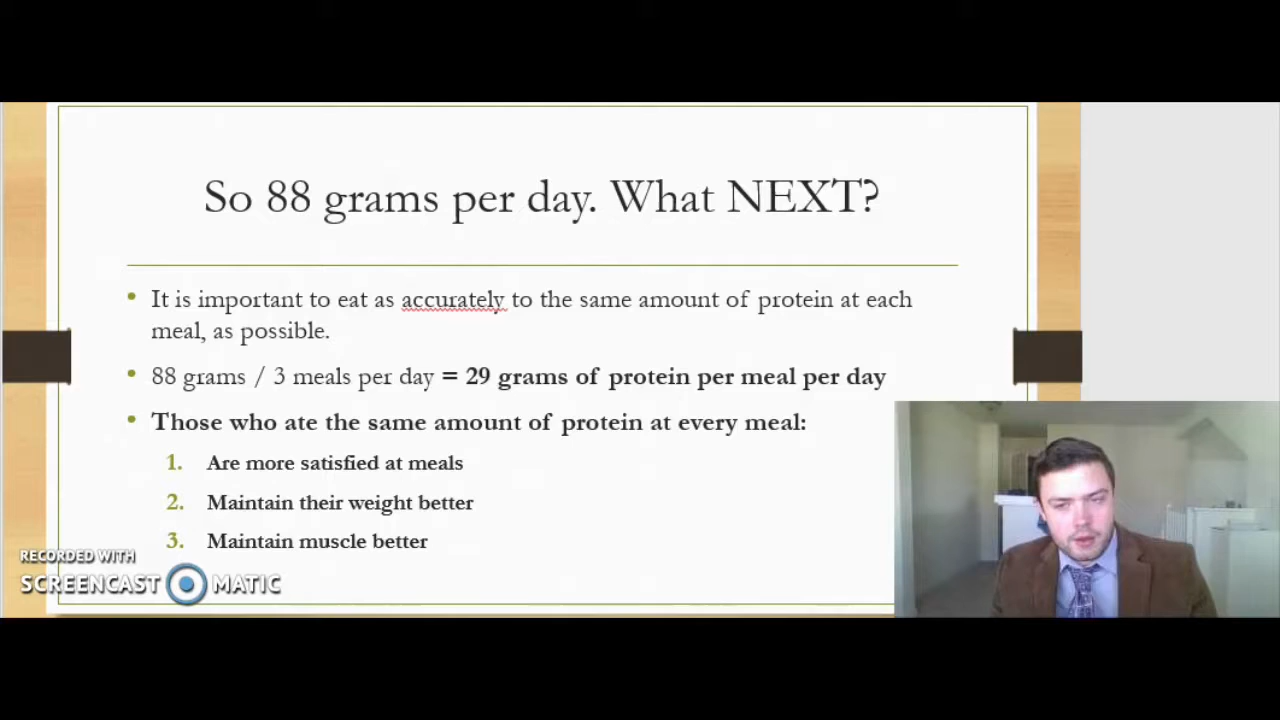 So 88 grams per day. What NEXT?
• It is important to eat as accurately to the same amount of protein at each
meal, as possible.
• 88 grams / 3 meals per day = 29 grams of protein per meal per day
• Those who ate the same amount of protein at every meal:
1. Are more satisfied at meals
2. Maintain their weight better
3. Maintain muscle better
RECORDED WITH
SCREENCAST MATIC